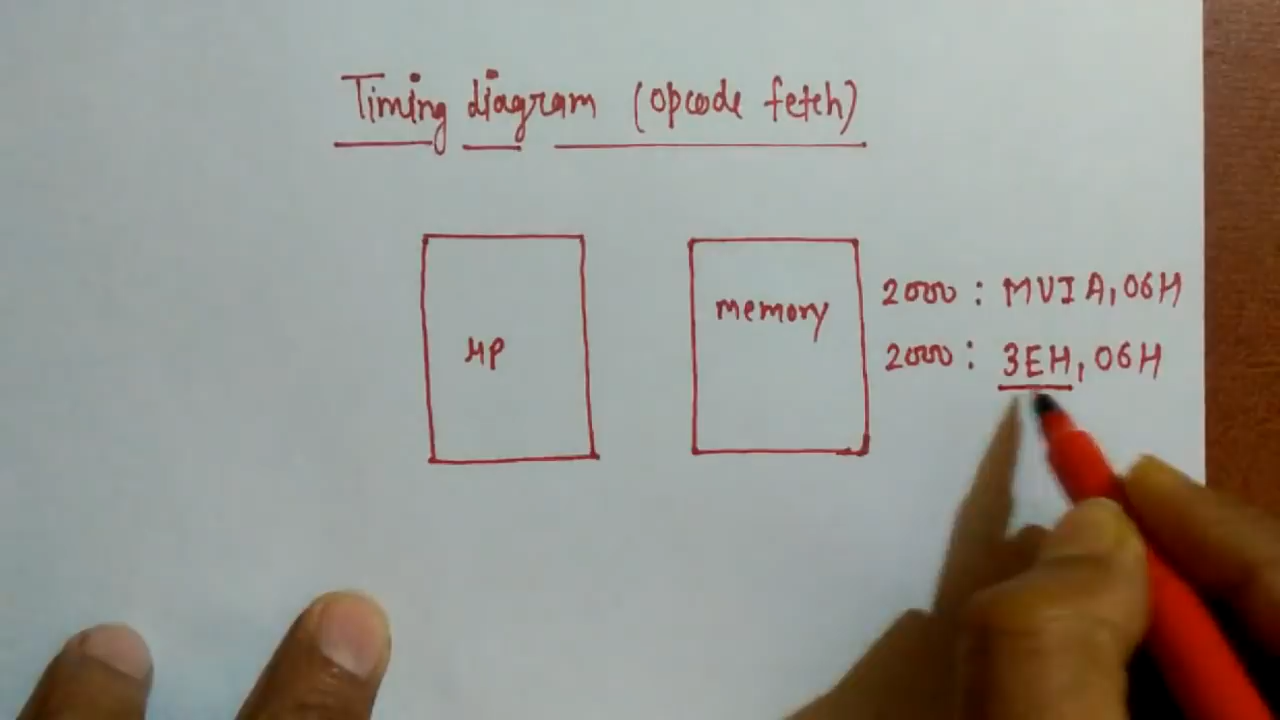 Timing diagram (opcode fetch)
μP
memory
2000 : MVI A, 06H
2000 : 3EH, 06H